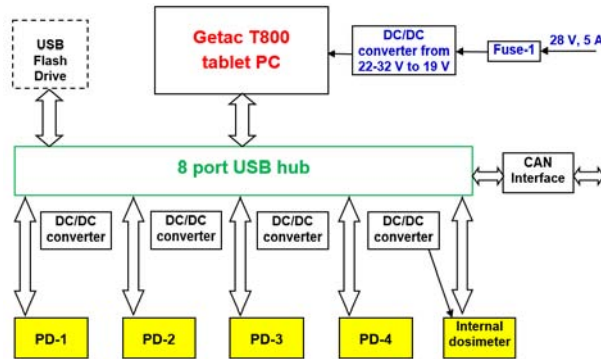 USB
Flash
Drive
Getac T800
tablet PC
DC/DC
converter from
22-32 V to 19 V
Fuse-1
28 V, 5 A
8 port USB hub
CAN
Interface
DC/DC
converter
DC/DC
converter
DC/DC
converter
DC/DC
converter
PD-1
PD-2
PD-3
PD-4
Internal
dosimeter